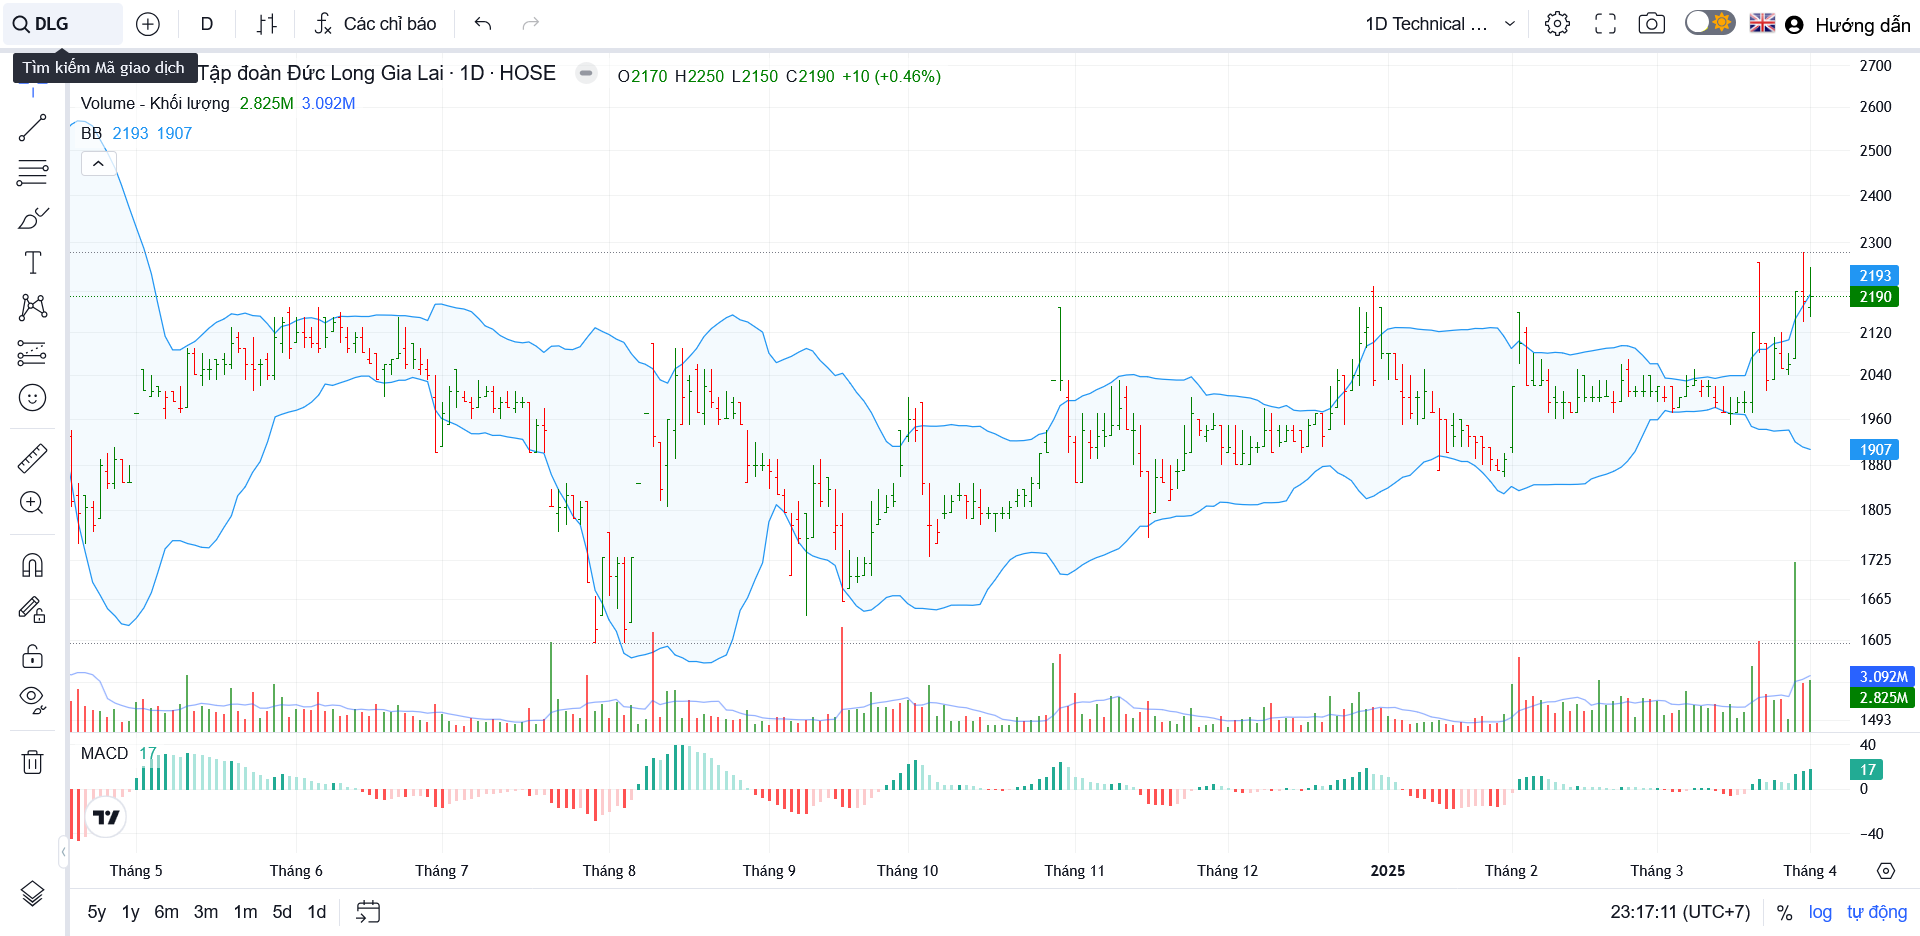 DLG
D
Các chỉ báo
1D Technical ...
Hướng dẫn
Tìm kiếm Mã giao dịch
Tập đoàn Đức Long Gia Lai · 1D · HOSE
O2170 H2250 L2150 C2190 +10 (+0.46%)
Volume - Khối lượng 2.825M 3.092M
BB 2193 1907
2700
2600
2500
2400
2300
2193
2190
2120
2040
1960
1907
1880
1805
1725
1665
1605
3.092M
2.825M
1493
MACD 17
40
17
0
−40
Tháng 5 Tháng 6 Tháng 7 Tháng 8 Tháng 9 Tháng 10 Tháng 11 Tháng 12 2025 Tháng 2 Tháng 3 Tháng 4
5y 1y 6m 3m 1m 5d 1d
23:17:11 (UTC+7) % log tự động